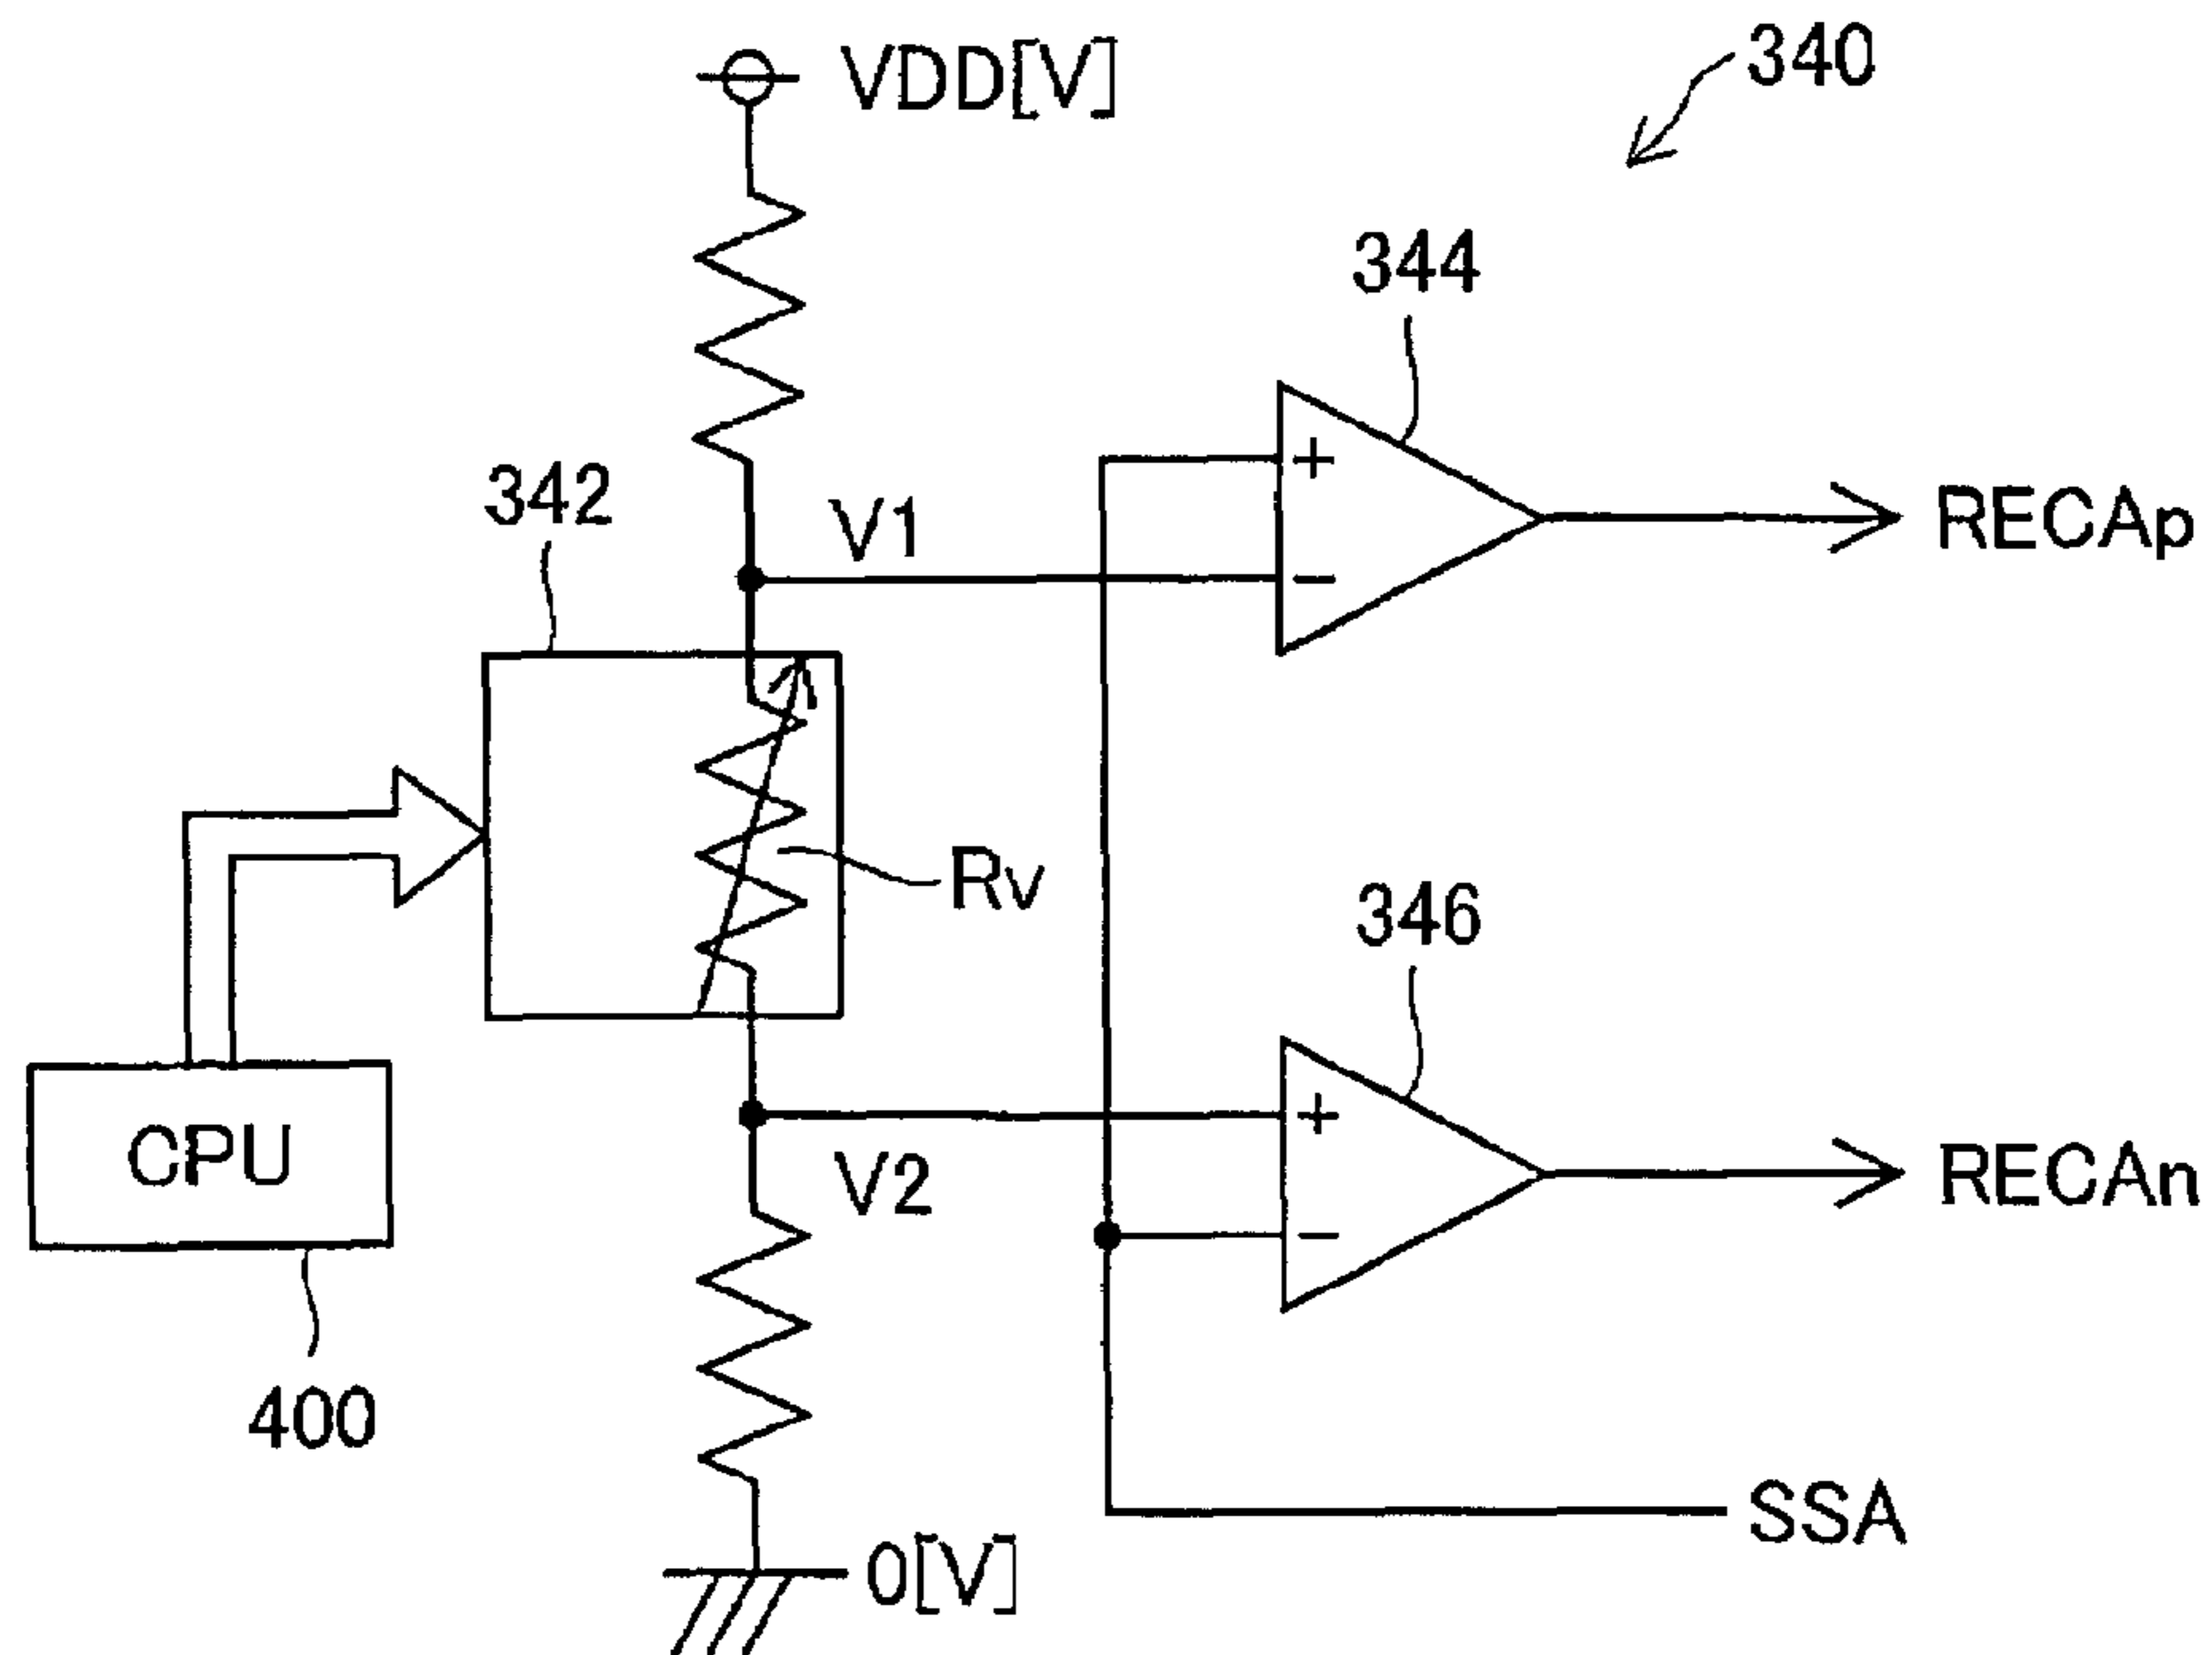 VDD[V]
340
344
342
V1
+
−
RECAp
Rv
346
CPU
V2
+
−
RECAn
400
SSA
0[V]